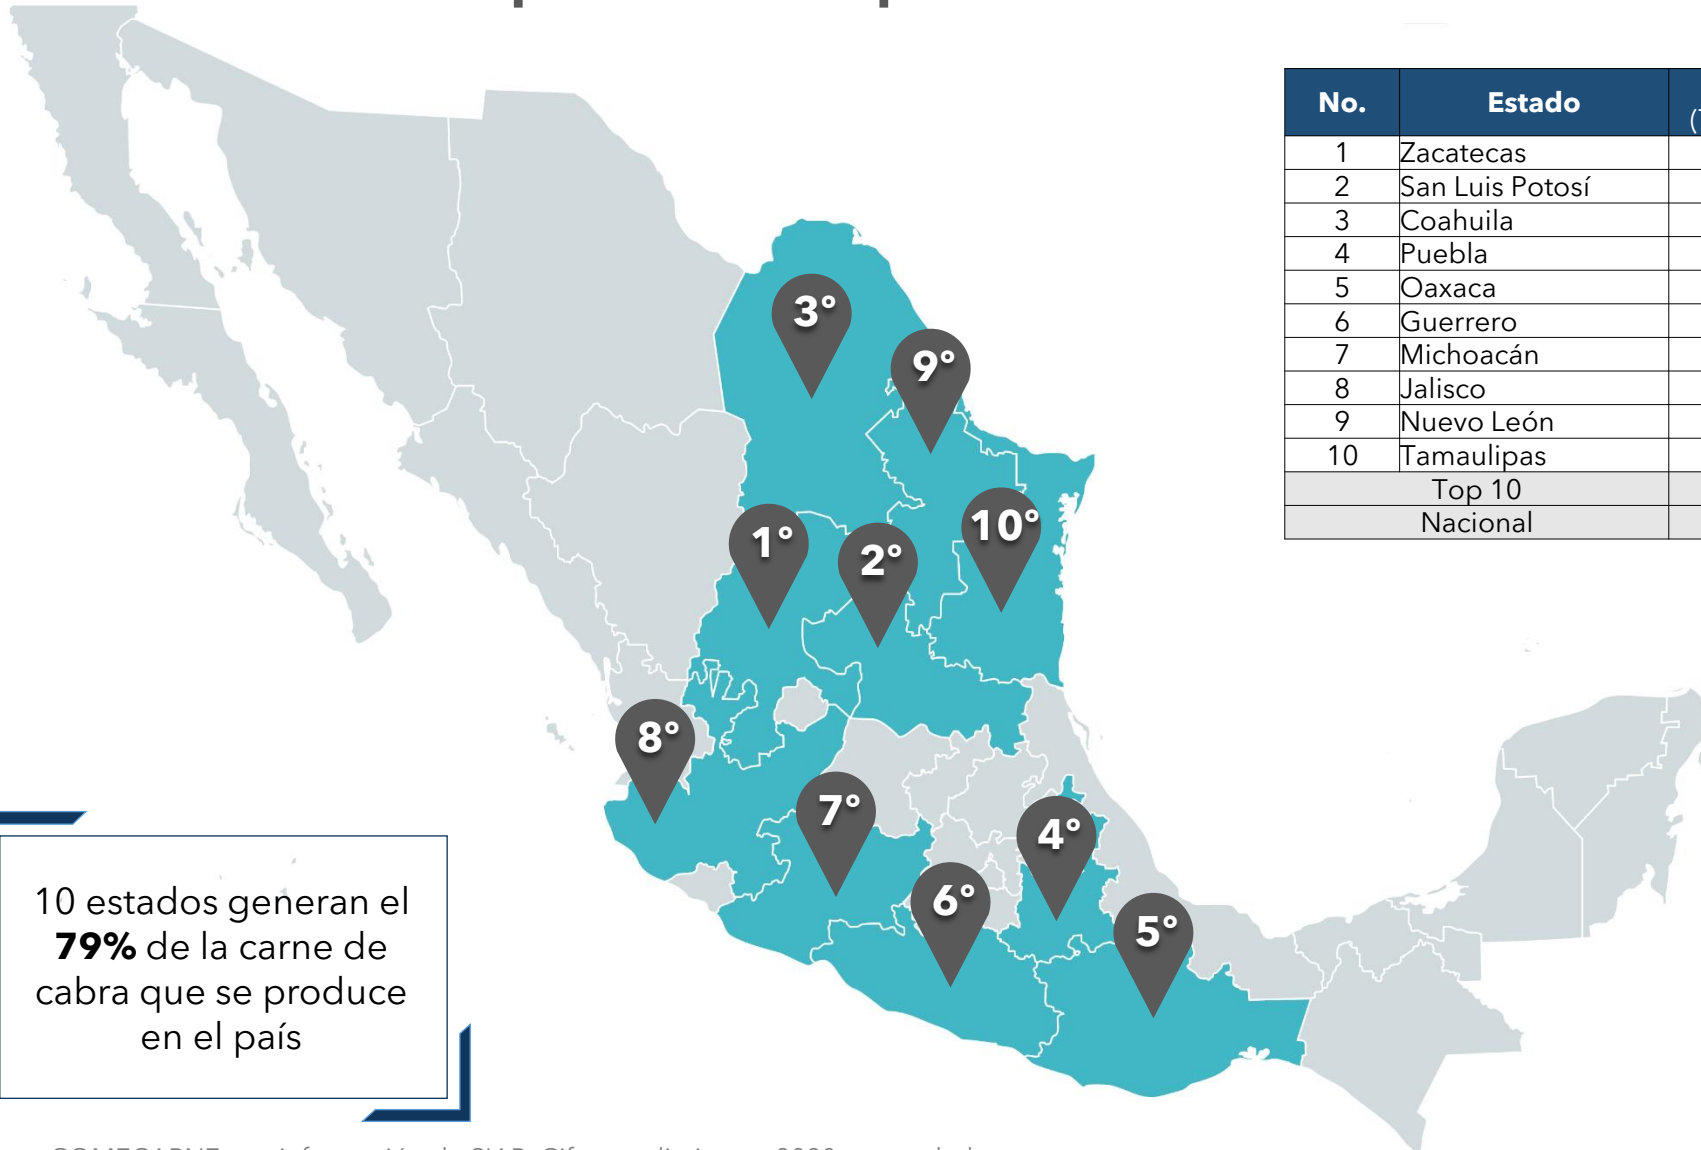 No. Estado
1 Zacatecas
2 San Luis Potosí
3 Coahuila
4 Puebla
5 Oaxaca
6 Guerrero
7 Michoacán
8 Jalisco
9 Nuevo León
10 Tamaulipas
Top 10
Nacional
3°
9°
10°
1°
2°
8°
7°
4°
6°
5°
10 estados generan el
79% de la carne de
cabra que se produce
en el país